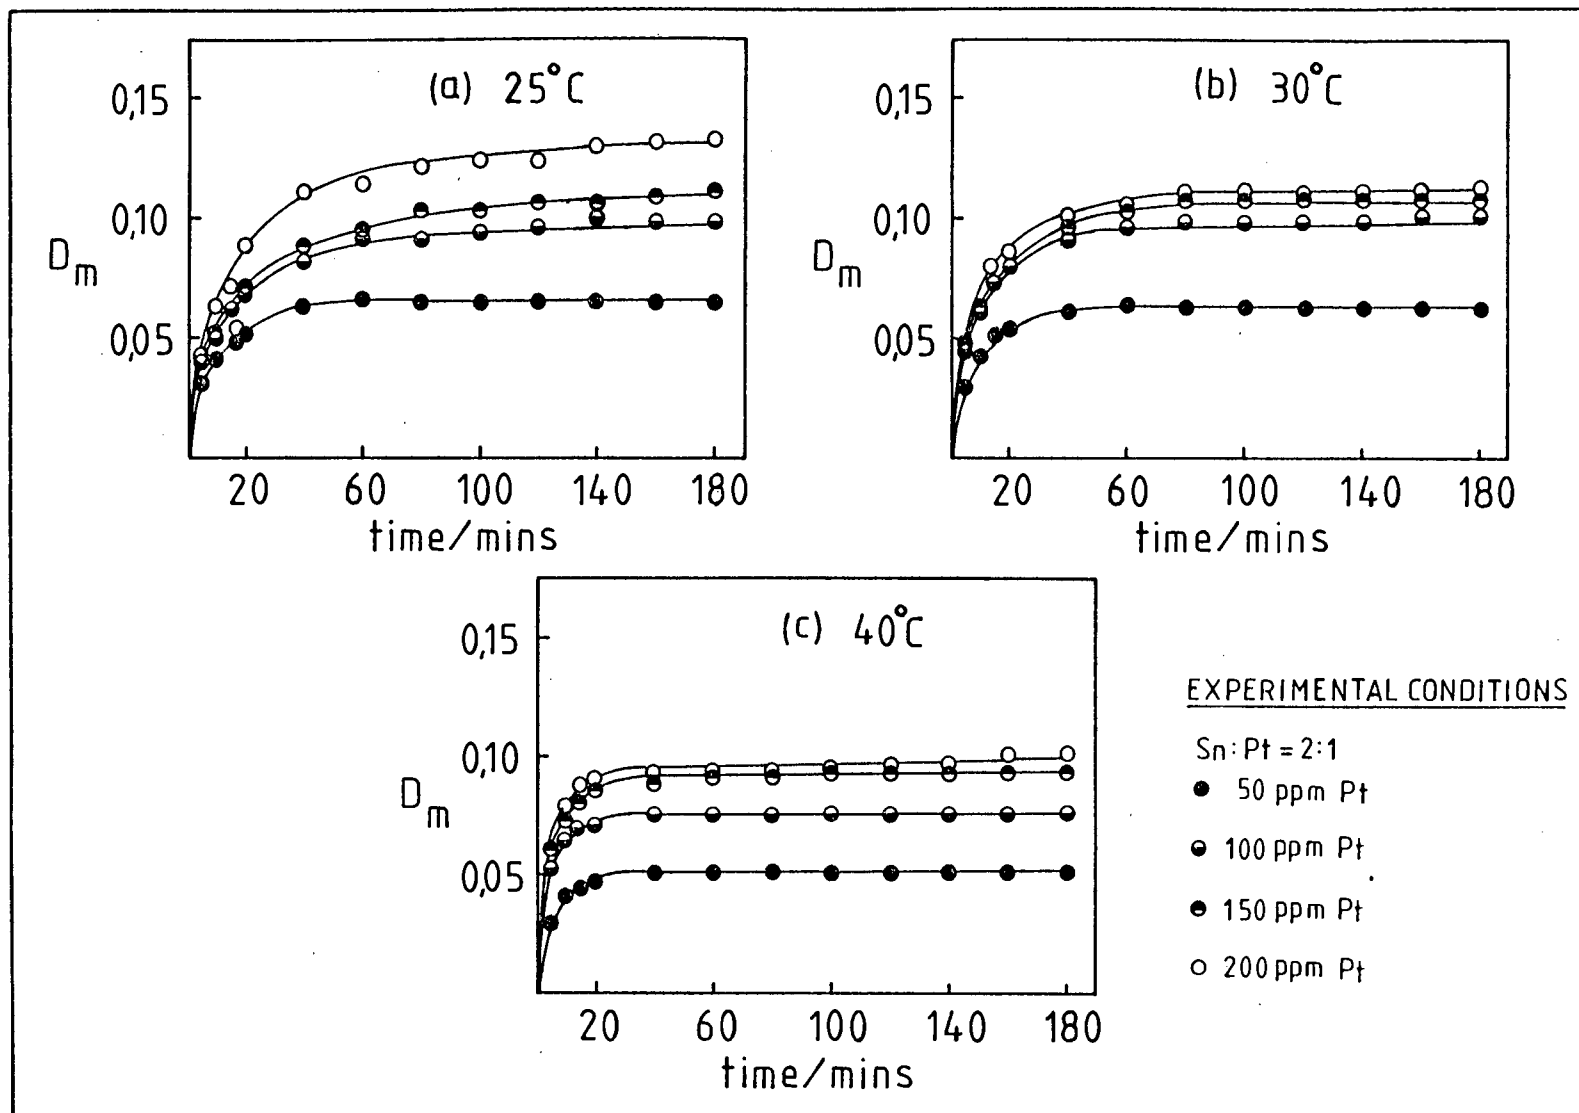 (a) 25°C
0,15
0,10
0,05
Dm
20 60 100 140 180
time/mins
(b) 30°C
0,15
0,10
0,05
Dm
20 60 100 140 180
time/mins
(c) 40°C
0,15
0,10
0,05
Dm
20 60 100 140 180
time/mins
EXPERIMENTAL CONDITIONS
Sn:Pt = 2:1
50 ppm Pt
100 ppm Pt
150 ppm Pt
200 ppm Pt